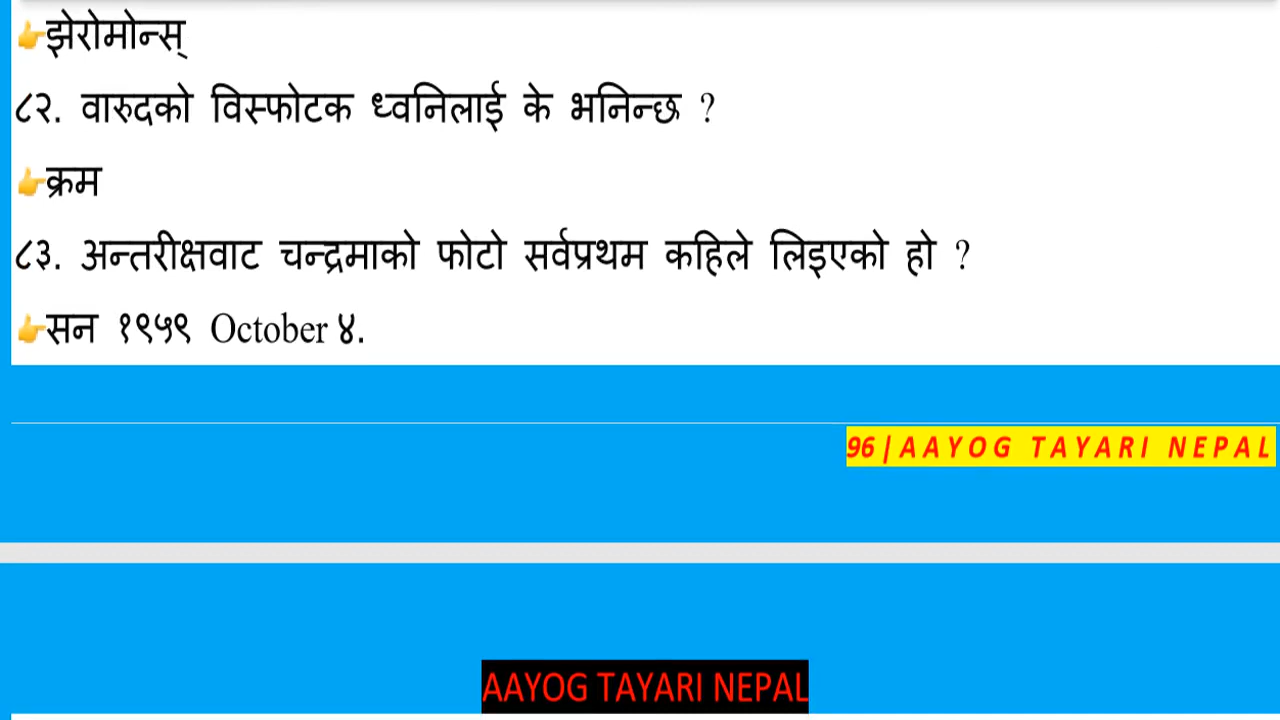 👉झेरोमोन्स्
८२. वारुदको विस्फोटक ध्वनिलाई के भनिन्छ ?
👉क्रम
८३. अन्तरीक्षवाट चन्द्रमाको फोटो सर्वप्रथम कहिले लिइएको हो ?
👉सन १९५९ October ४.
96 | AAYOG TAYARI NEPAL
AAYOG TAYARI NEPAL